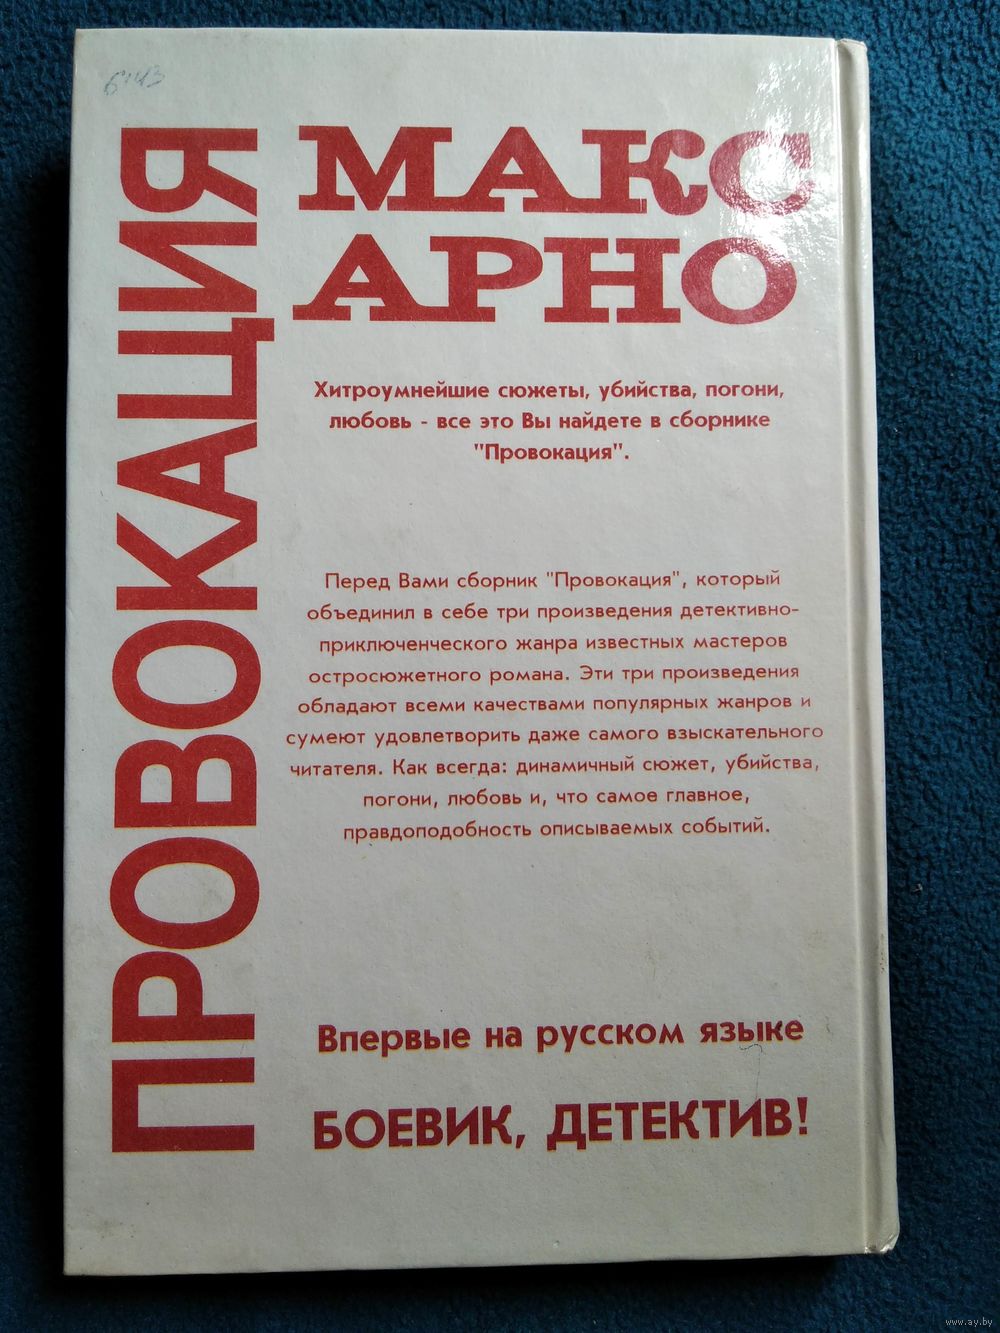 ПРОВОКАЦИЯ
МАКС
АРНО
Хитроумнейшие сюжеты, убийства, погони,
любовь - все это Вы найдете в сборнике
"Провокация".
Перед Вами сборник "Провокация", который
объединил в себе три произведения детективно-
приключенческого жанра известных мастеров
остросюжетного романа. Эти три произведения
обладают всеми качествами популярных жанров и
сумеют удовлетворить даже самого взыскательного
читателя. Как всегда: динамичный сюжет, убийства,
погони, любовь и, что самое главное,
правдоподобность описываемых событий.
Впервые на русском языке
БОЕВИК, ДЕТЕКТИВ!
www.ay.by